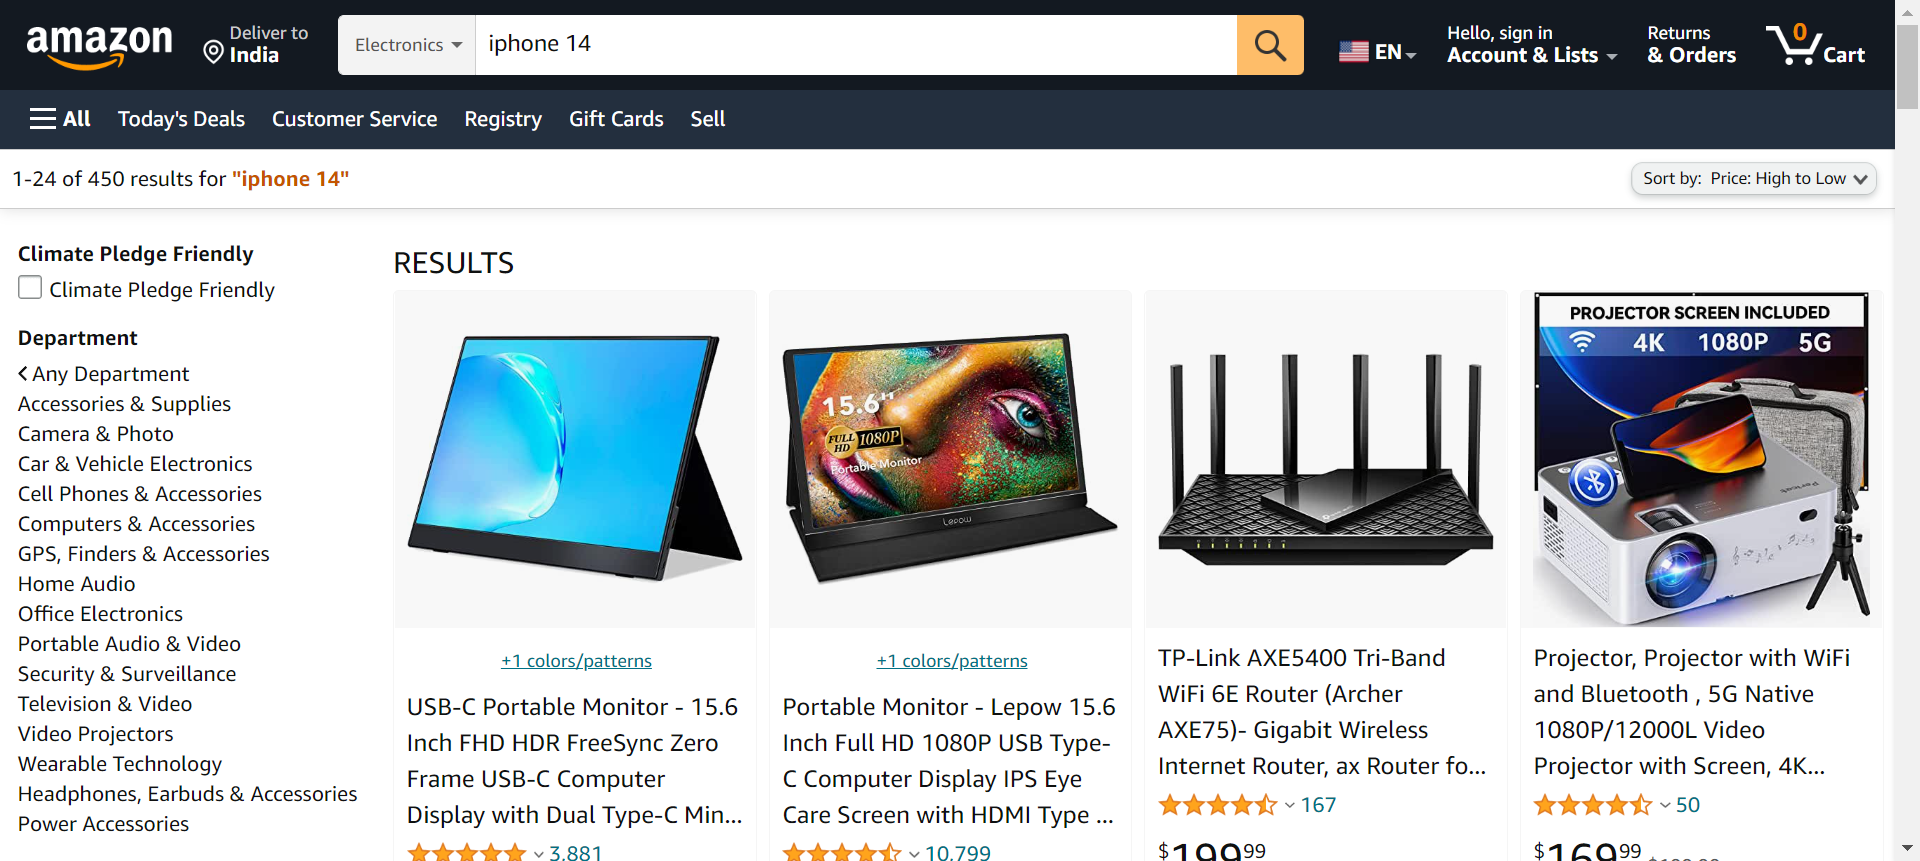 amazon
Deliver to
India
Electronics
iphone 14
EN
Hello, sign in
Account & Lists
Returns
& Orders
0
Cart
All
Today's Deals
Customer Service
Registry
Gift Cards
Sell
1-24 of 450 results for "iphone 14"
Sort by: Price: High to Low
Climate Pledge Friendly
Climate Pledge Friendly
Department
Any Department
Accessories & Supplies
Camera & Photo
Car & Vehicle Electronics
Cell Phones & Accessories
Computers & Accessories
GPS, Finders & Accessories
Home Audio
Office Electronics
Portable Audio & Video
Security & Surveillance
Television & Video
Video Projectors
Wearable Technology
Headphones, Earbuds & Accessories
Power Accessories
RESULTS
+1 colors/patterns
USB-C Portable Monitor - 15.6
Inch FHD HDR FreeSync Zero
Frame USB-C Computer
Display with Dual Type-C Min...
3,881
15.6"
FULL
HD
1080P
Portable Monitor
Lepow
+1 colors/patterns
Portable Monitor - Lepow 15.6
Inch Full HD 1080P USB Type-
C Computer Display IPS Eye
Care Screen with HDMI Type ...
10,799
TP-Link AXE5400 Tri-Band
WiFi 6E Router (Archer
AXE75)- Gigabit Wireless
Internet Router, ax Router fo...
167
$199.99
PROJECTOR SCREEN INCLUDED
4K 1080P 5G
Projector, Projector with WiFi
and Bluetooth , 5G Native
1080P/12000L Video
Projector with Screen, 4K...
50
$169.99